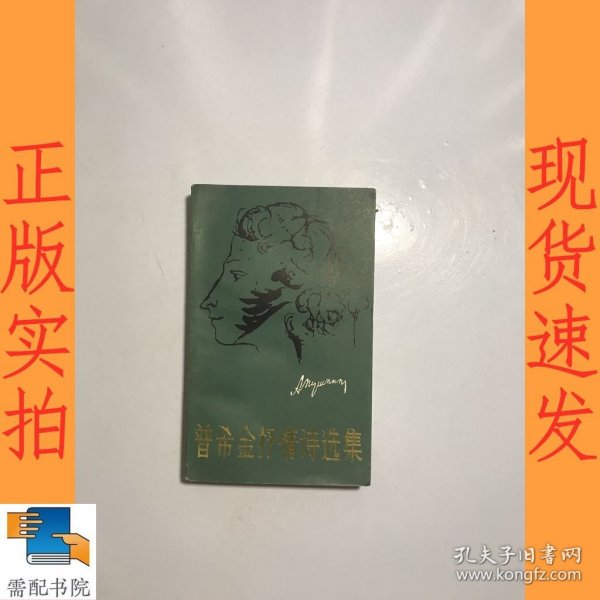 正版实拍
现货速发
А Пушкин
普希金抒情诗选集
需配书院
孔夫子旧书网
www.kongfz.com